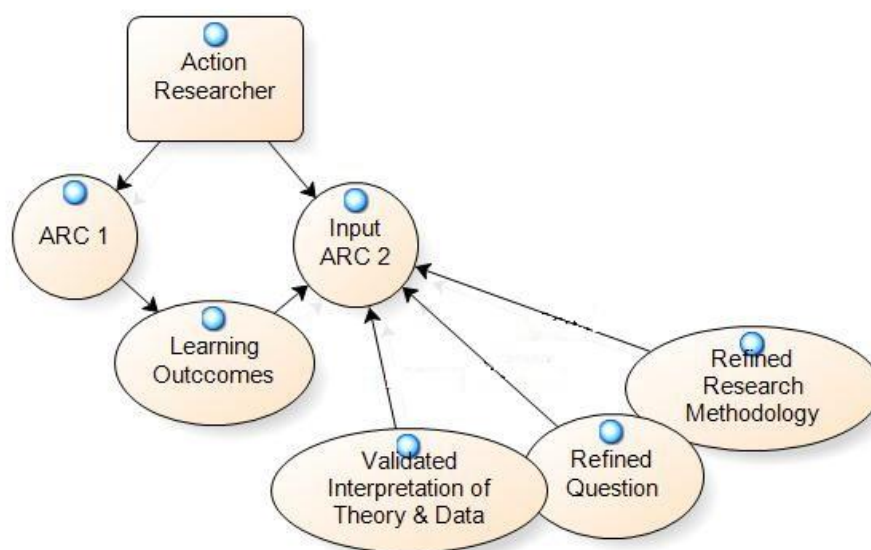 Action
Researcher
ARC 1
Input
ARC 2
Learning
Outccomes
Refined
Research
Methodology
Validated
Interpretation of
Theory & Data
Refined
Question